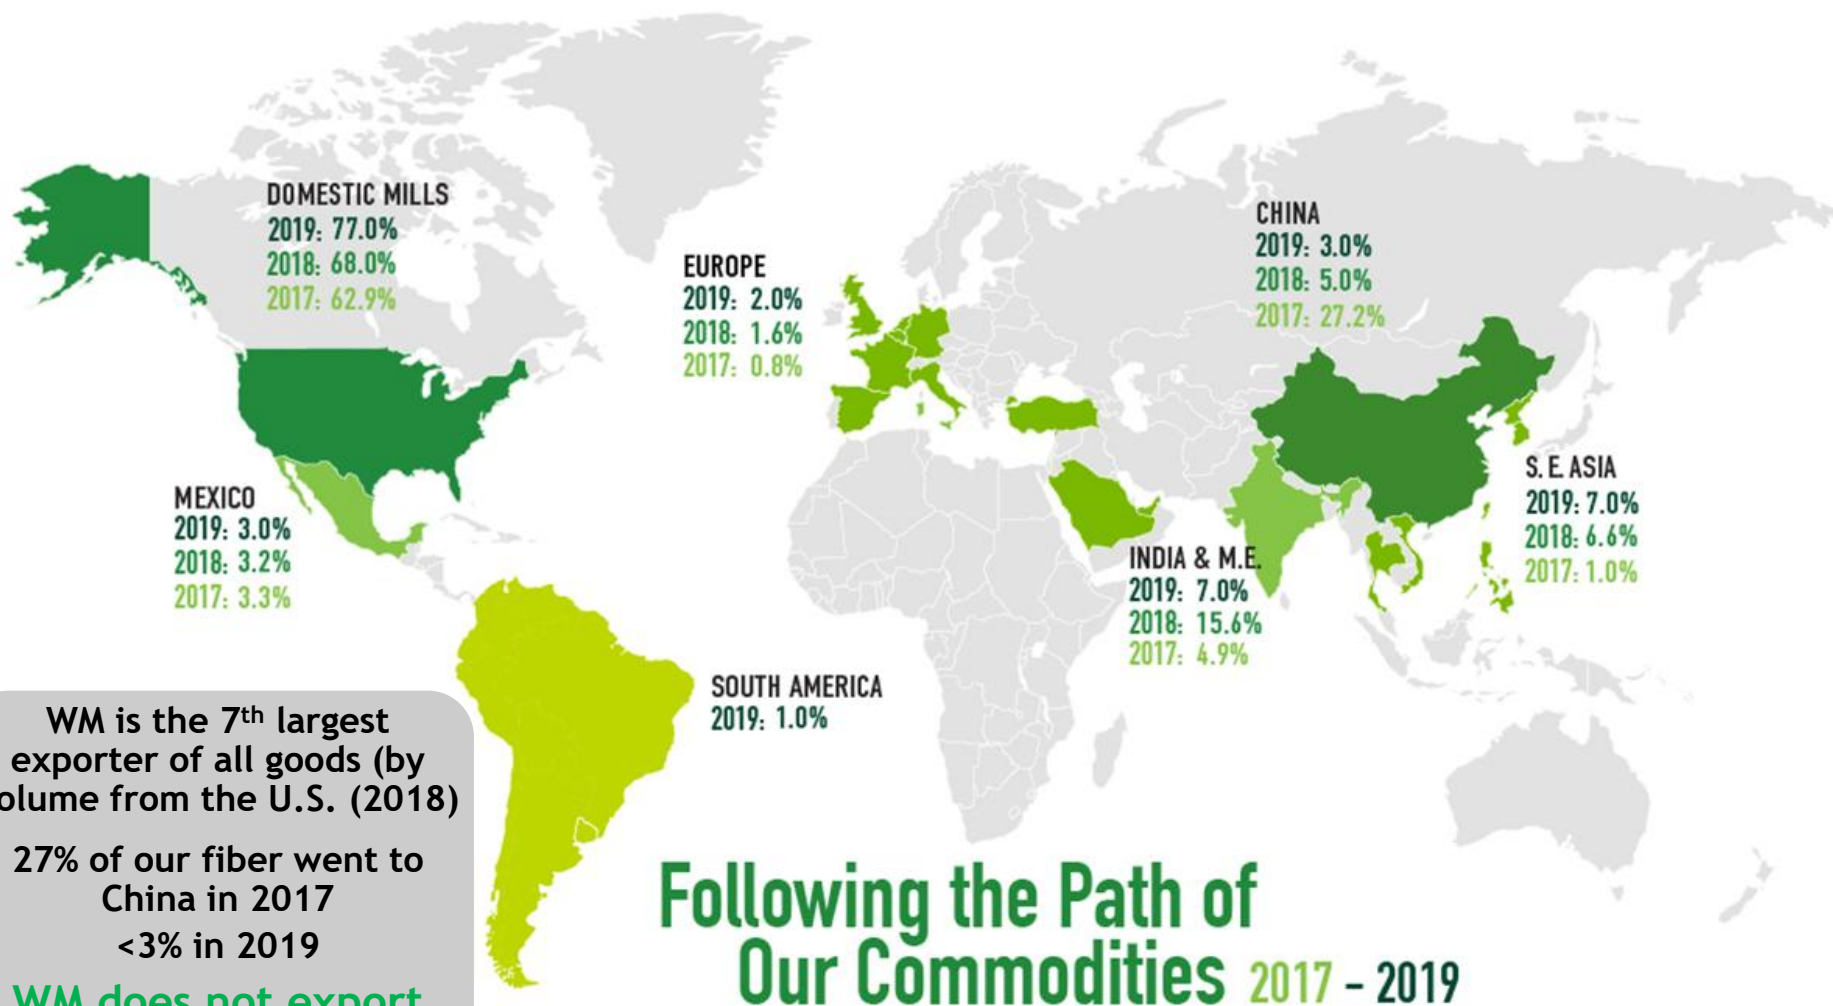 DOMESTIC MILLS
2019: 77.0%
2018: 68.0%
2017: 62.9%
EUROPE
2019: 2.0%
2018: 1.6%
2017: 0.8%
CHINA
2019: 3.0%
2018: 5.0%
2017: 27.2%
MEXICO
2019: 3.0%
2018: 3.2%
2017: 3.3%
S. E. ASIA
2019: 7.0%
2018: 6.6%
2017: 1.0%
INDIA & M.E.
2019: 7.0%
2018: 15.6%
2017: 4.9%
SOUTH AMERICA
2019: 1.0%
WM is the 7th largest
exporter of all goods (by
olume from the U.S. (2018)
27% of our fiber went to
China in 2017
<3% in 2019
WM does not export
Following the Path of
Our Commodities 2017 - 2019